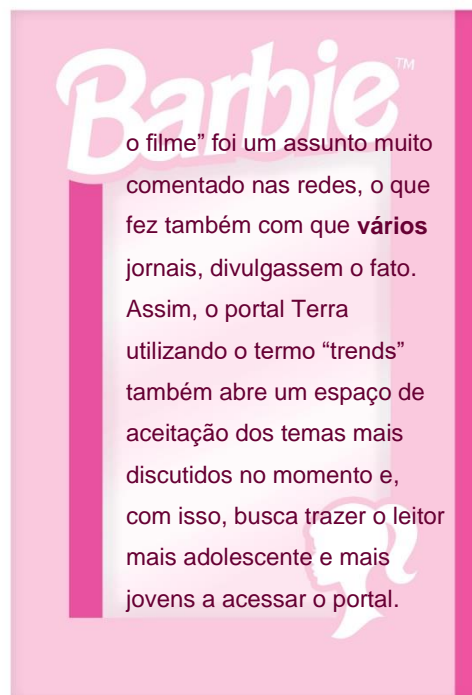 Barbie™
o filme” foi um assunto muito
comentado nas redes, o que
fez também com que vários
jornais, divulgassem o fato.
Assim, o portal Terra
utilizando o termo “trends”
também abre um espaço de
aceitação dos temas mais
discutidos no momento e,
com isso, busca trazer o leitor
mais adolescente e mais
jovens a acessar o portal.